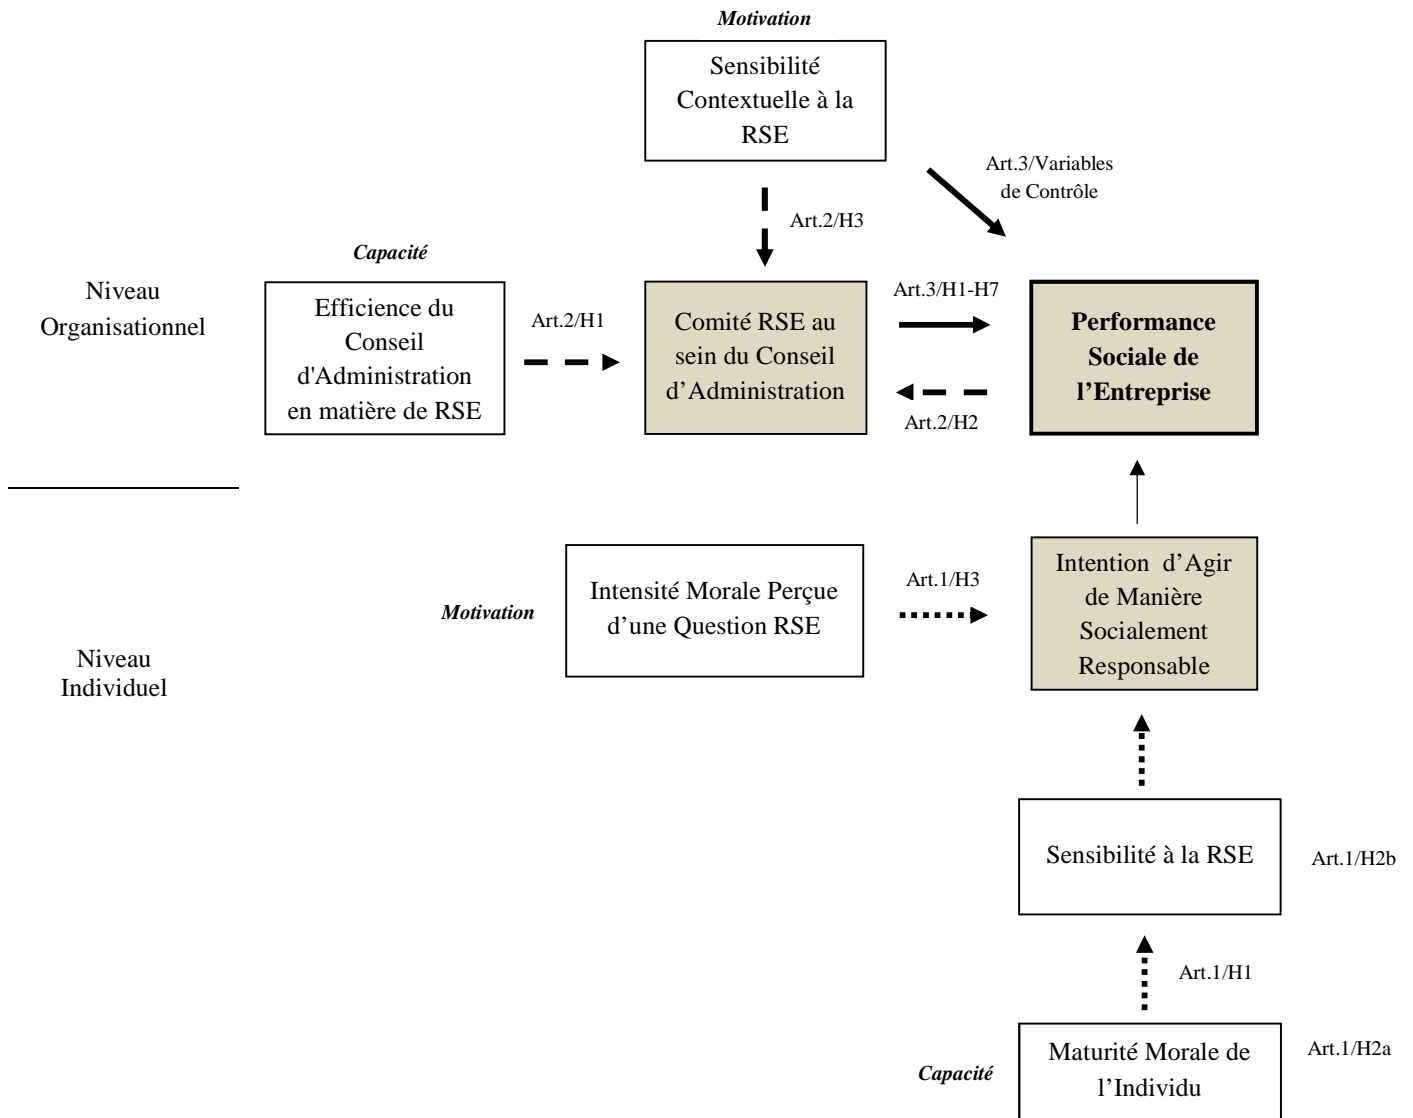 Motivation
Sensibilité
Contextuelle à la
RSE
Art.3/Variables
de Contrôle
Art.2/H3
Capacité
Niveau
Organisationnel
Efficience du
Conseil
d'Administration
en matière de RSE
Art.2/H1
Comité RSE au
sein du Conseil
d’Administration
Art.3/H1-H7
Art.2/H2
Performance
Sociale de
l’Entreprise
Niveau
Individuel
Motivation
Intensité Morale Perçue
d’une Question RSE
Art.1/H3
Intention d’Agir
de Manière
Socialement
Responsable
Sensibilité à la RSE
Art.1/H2b
Art.1/H1
Capacité
Maturité Morale de
l’Individu
Art.1/H2a